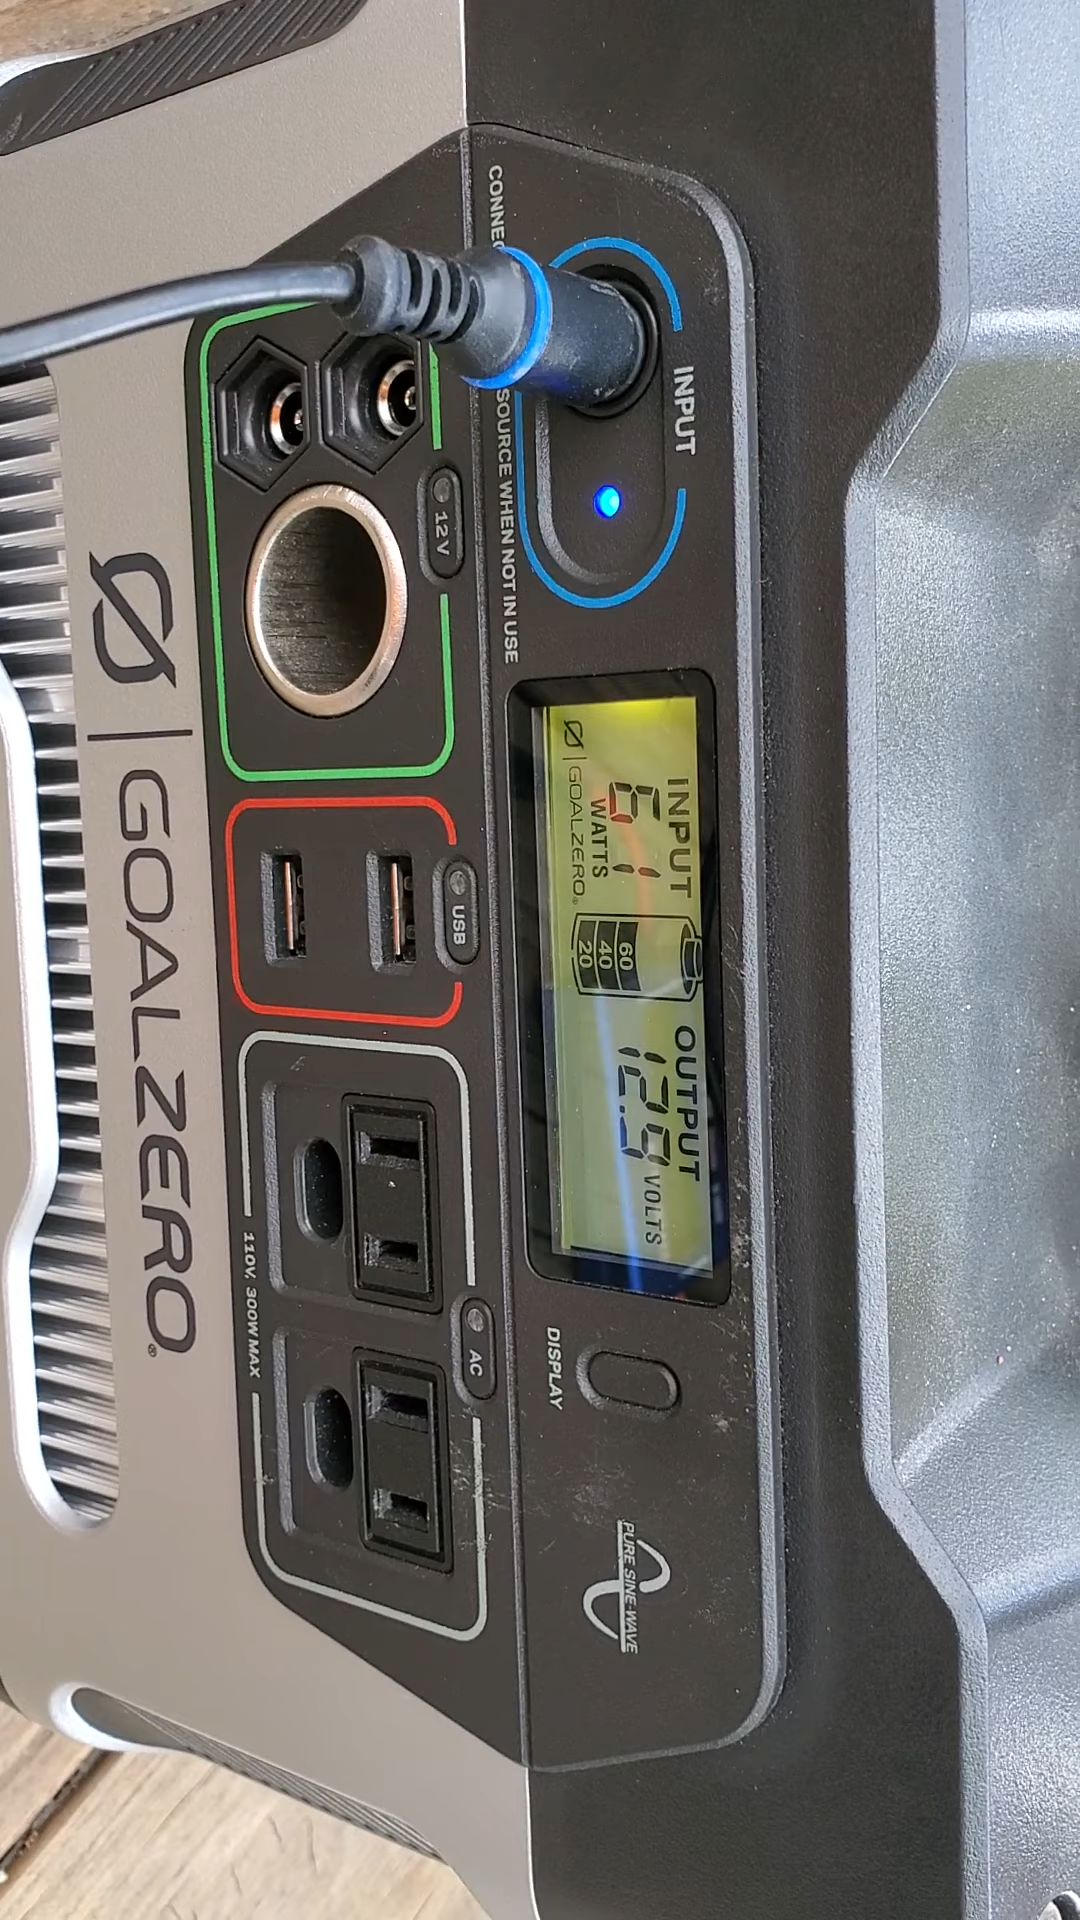 CONNEC
SOURCE WHEN NOT IN USE
INPUT
INPUT
61
WATTS
GOALZERO®
60
40
20
OUTPUT
12.9 VOLTS
DISPLAY
PURE SINE-WAVE
12V
USB
AC
110V, 300W MAX
GOALZERO®